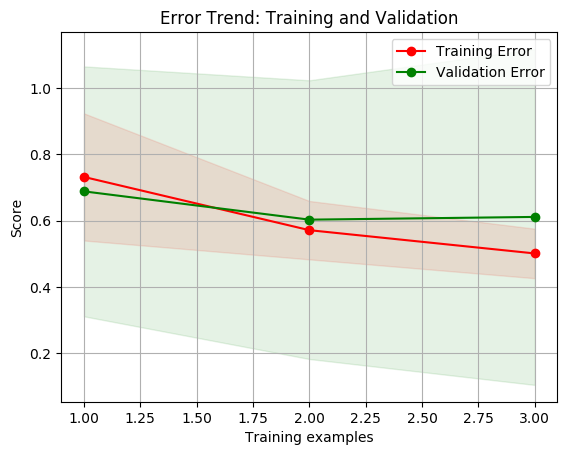 Error Trend: Training and Validation
Training Error
Validation Error
1.0
0.8
0.6
0.4
0.2
Score
1.00 1.25 1.50 1.75 2.00 2.25 2.50 2.75 3.00
Training examples